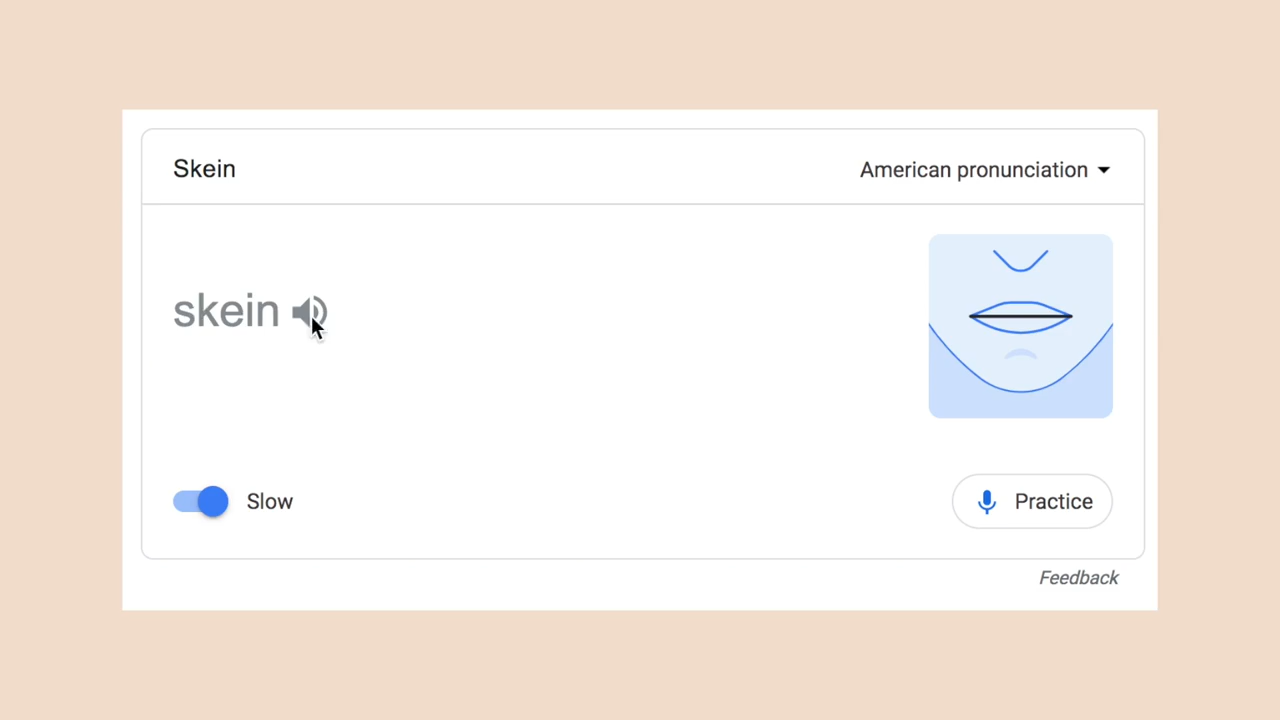 Skein
American pronunciation
skein
Slow
Practice
Feedback